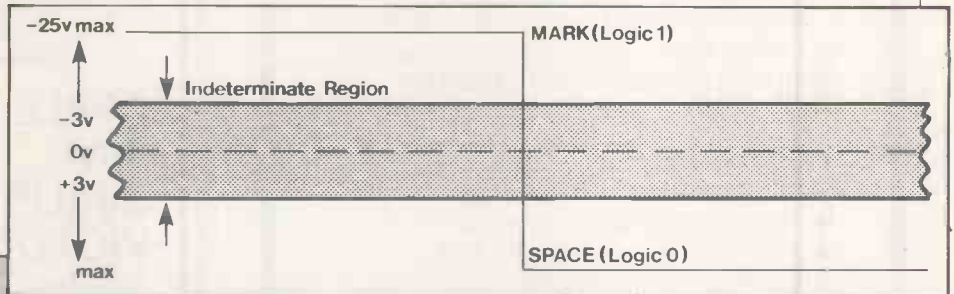 -25v max
MARK(Logic 1)
Indeterminate Region
-3v
0v
+3v
SPACE(Logic 0)
max